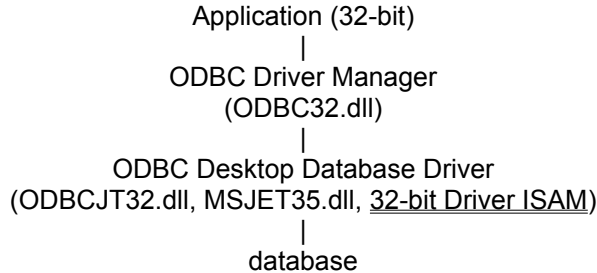 Application (32-bit)
|
ODBC Driver Manager
(ODBC32.dll)
|
ODBC Desktop Database Driver
(ODBCJT32.dll, MSJET35.dll, 32-bit Driver ISAM)
|
database